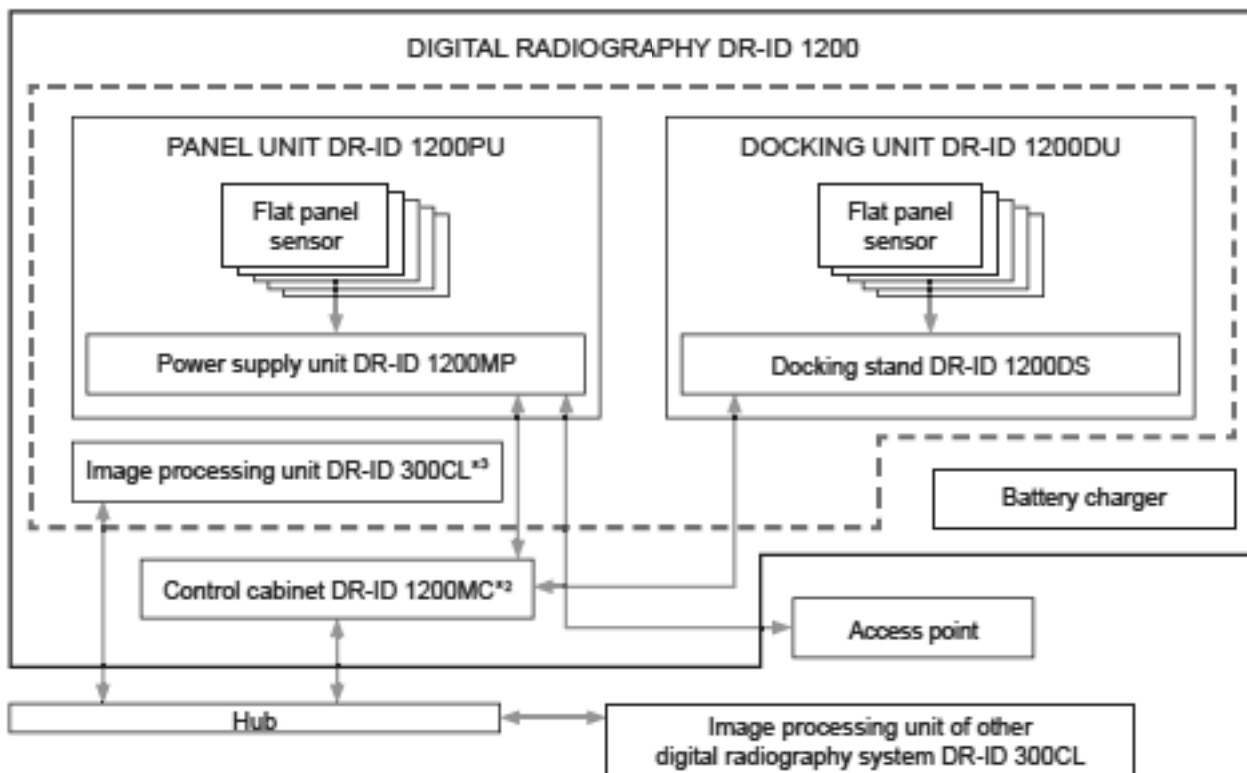 DIGITAL RADIOGRAPHY DR-ID 1200
PANEL UNIT DR-ID 1200PU
Flat panel
sensor
Power supply unit DR-ID 1200MP
DOCKING UNIT DR-ID 1200DU
Flat panel
sensor
Docking stand DR-ID 1200DS
Image processing unit DR-ID 300CL*3
Battery charger
Control cabinet DR-ID 1200MC*2
Access point
Hub
Image processing unit of other
digital radiography system DR-ID 300CL